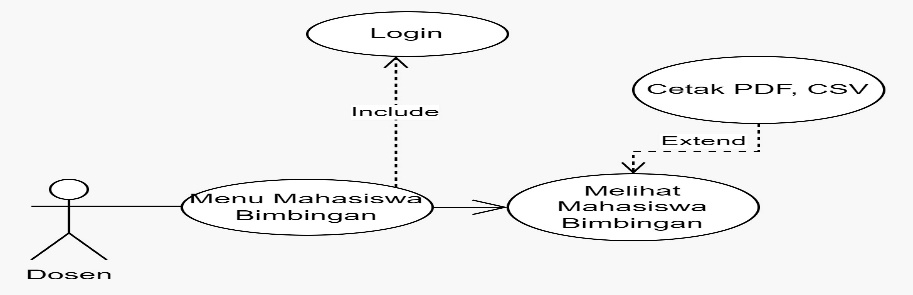 Login
Cetak PDF, CSV
Include
Extend
Menu Mahasiswa
Bimbingan
Melihat
Mahasiswa
Bimbingan
Dosen